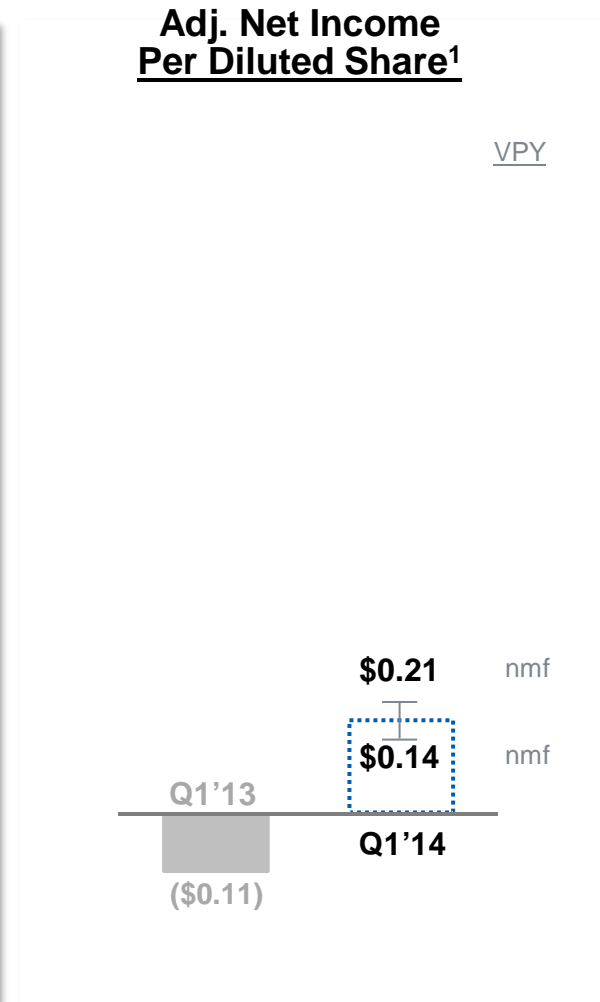 Adj. Net Income
Per Diluted Share¹
VPY
$0.21 nmf
$0.14 nmf
Q1’13
Q1’14
($0.11)